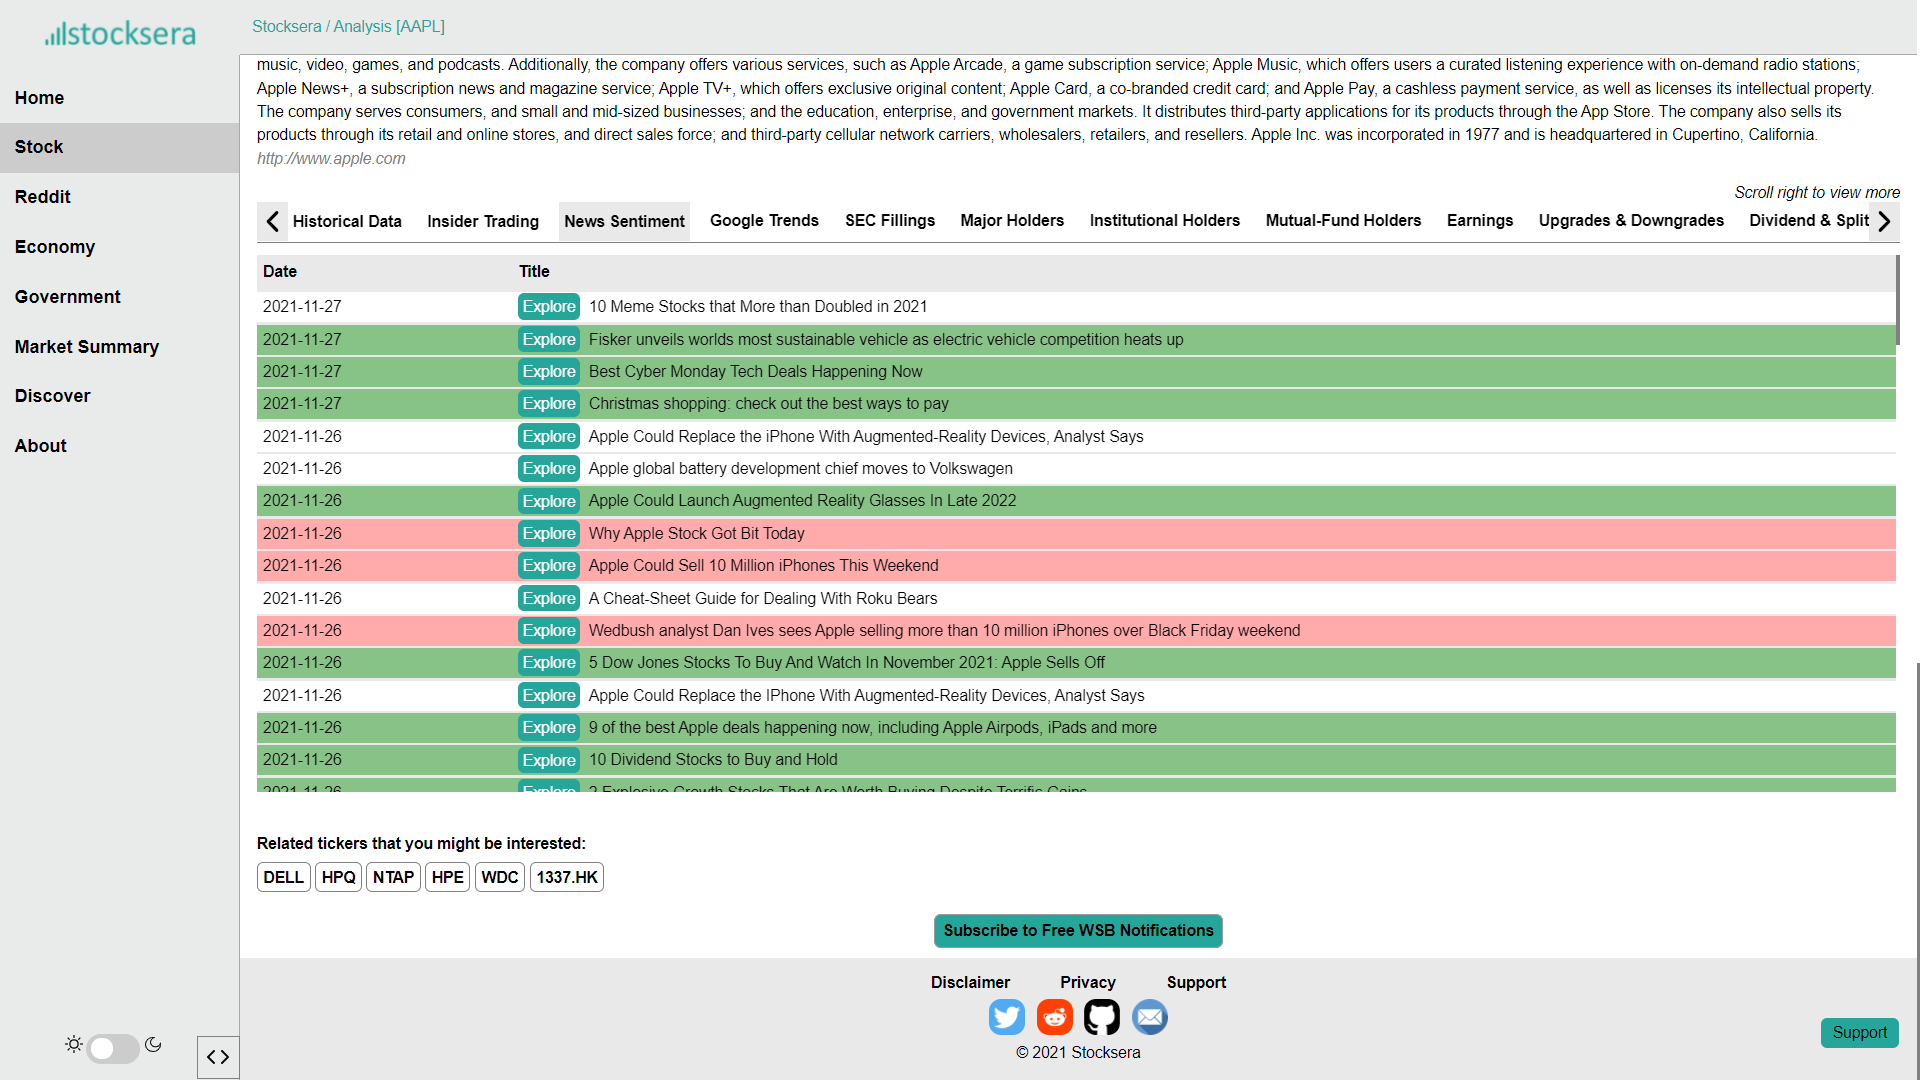 stocksera
Stocksera / Analysis [AAPL]
Home
Stock
Reddit
Economy
Government
Market Summary
Discover
About
music, video, games, and podcasts. Additionally, the company offers various services, such as Apple Arcade, a game subscription service; Apple Music, which offers users a curated listening experience with on-demand radio stations;
Apple News+, a subscription news and magazine service; Apple TV+, which offers exclusive original content; Apple Card, a co-branded credit card; and Apple Pay, a cashless payment service, as well as licenses its intellectual property.
The company serves consumers, and small and mid-sized businesses; and the education, enterprise, and government markets. It distributes third-party applications for its products through the App Store. The company also sells its
products through its retail and online stores, and direct sales force; and third-party cellular network carriers, wholesalers, retailers, and resellers. Apple Inc. was incorporated in 1977 and is headquartered in Cupertino, California.
http://www.apple.com
Scroll right to view more
Historical Data Insider Trading News Sentiment Google Trends SEC Fillings Major Holders Institutional Holders Mutual-Fund Holders Earnings Upgrades & Downgrades Dividend & Split
Date Title
2021-11-27 Explore 10 Meme Stocks that More than Doubled in 2021
2021-11-27 Explore Fisker unveils worlds most sustainable vehicle as electric vehicle competition heats up
2021-11-27 Explore Best Cyber Monday Tech Deals Happening Now
2021-11-27 Explore Christmas shopping: check out the best ways to pay
2021-11-26 Explore Apple Could Replace the iPhone With Augmented-Reality Devices, Analyst Says
2021-11-26 Explore Apple global battery development chief moves to Volkswagen
2021-11-26 Explore Apple Could Launch Augmented Reality Glasses In Late 2022
2021-11-26 Explore Why Apple Stock Got Bit Today
2021-11-26 Explore Apple Could Sell 10 Million iPhones This Weekend
2021-11-26 Explore A Cheat-Sheet Guide for Dealing With Roku Bears
2021-11-26 Explore Wedbush analyst Dan Ives sees Apple selling more than 10 million iPhones over Black Friday weekend
2021-11-26 Explore 5 Dow Jones Stocks To Buy And Watch In November 2021: Apple Sells Off
2021-11-26 Explore Apple Could Replace the IPhone With Augmented-Reality Devices, Analyst Says
2021-11-26 Explore 9 of the best Apple deals happening now, including Apple Airpods, iPads and more
2021-11-26 Explore 10 Dividend Stocks to Buy and Hold
2021-11-26 Explore 2 Explosive Growth Stocks That Are Worth Buying Despite Terrific Gains
Related tickers that you might be interested:
DELL HPQ NTAP HPE WDC 1337.HK
Subscribe to Free WSB Notifications
Disclaimer Privacy Support
© 2021 Stocksera
Support